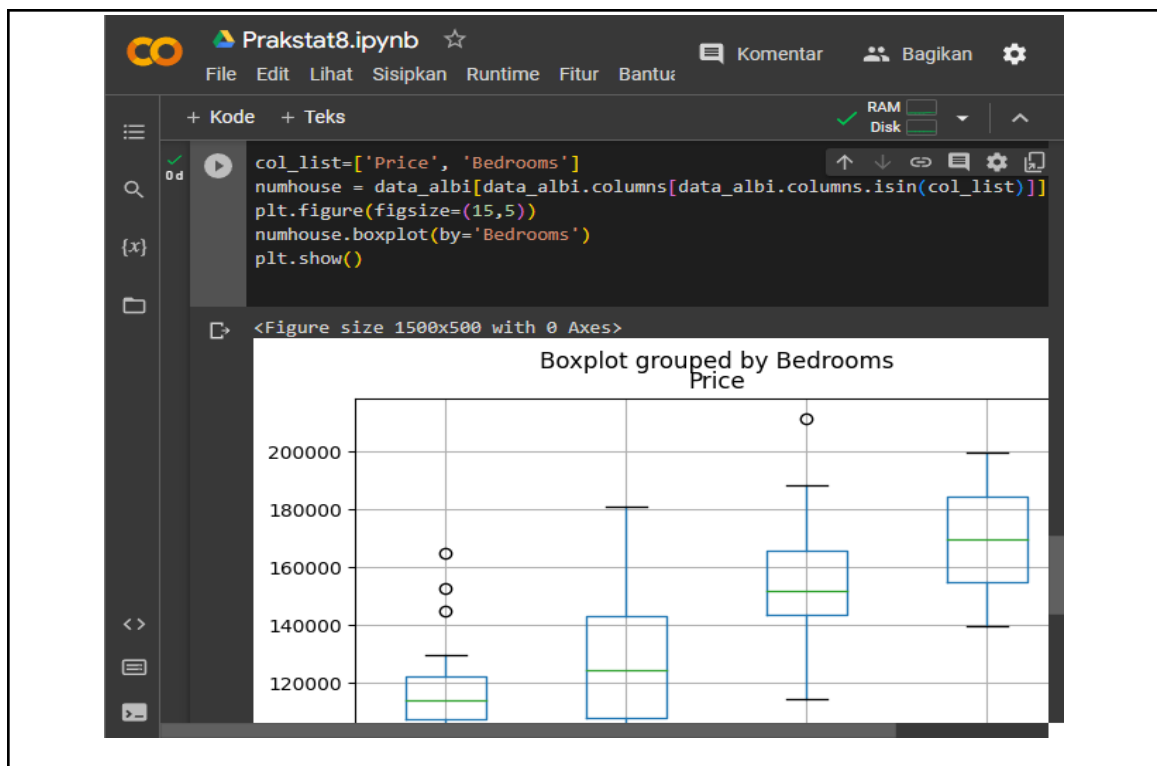 Prakstat8.ipynb
Komentar
Bagikan
File Edit Lihat Sisipkan Runtime Fitur Bantua
+ Kode + Teks
RAM
Disk
0 d
col_list=['Price', 'Bedrooms']
numhouse = data_albi[data_albi.columns[data_albi.columns.isin(col_list)]]
plt.figure(figsize=(15,5))
numhouse.boxplot(by='Bedrooms')
plt.show()
{x}
<Figure size 1500x500 with 0 Axes>
Boxplot grouped by Bedrooms
Price
200000
180000
160000
140000
120000